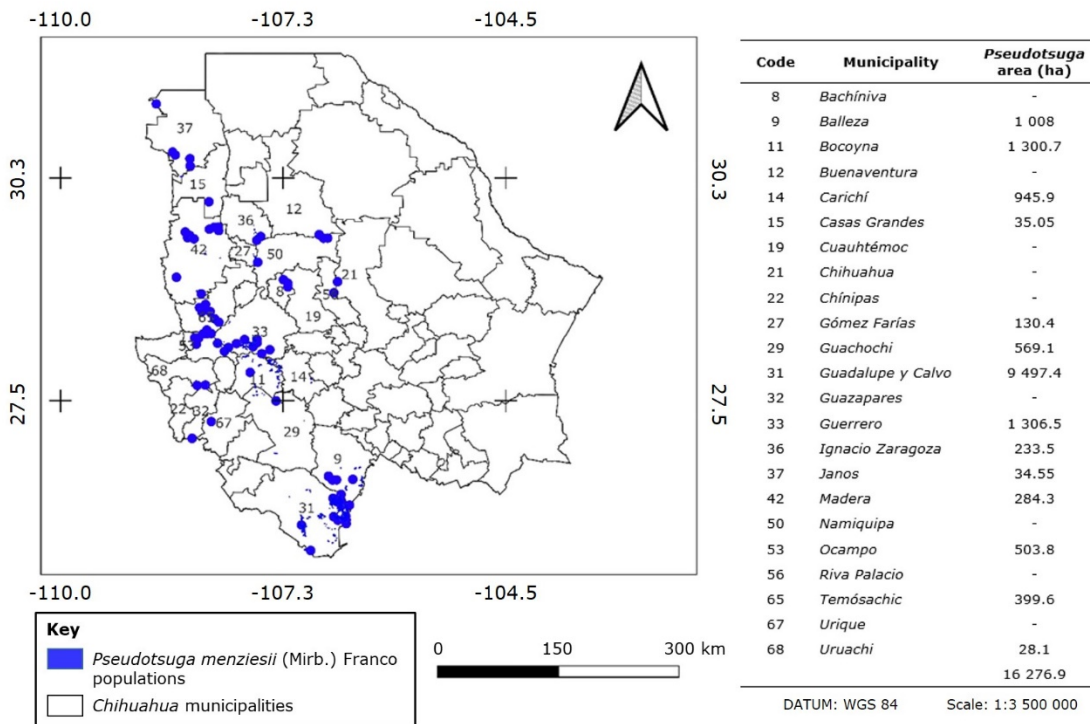 -110.0 -107.3 -104.5
30.3 30.3
27.5 27.5
37
15
12
36
42
27
50
21
8
56
19
65
33
53
68
11
14
22
32
67
29
9
31
-110.0 -107.3 -104.5
Key
Pseudotsuga menziesii (Mirb.) Franco
populations
Chihuahua municipalities
0 150 300 km
Code Municipality Pseudotsuga
area (ha)
8 Bachíniva -
9 Balleza 1 008
11 Bocoyna 1 300.7
12 Buenaventura -
14 Carichí 945.9
15 Casas Grandes 35.05
19 Cuauhtémoc -
21 Chihuahua -
22 Chínipas -
27 Gómez Farías 130.4
29 Guachochi 569.1
31 Guadalupe y Calvo 9 497.4
32 Guazapares -
33 Guerrero 1 306.5
36 Ignacio Zaragoza 233.5
37 Janos 34.55
42 Madera 284.3
50 Namiquipa -
53 Ocampo 503.8
56 Riva Palacio -
65 Temósachic 399.6
67 Urique -
68 Uruachi 28.1
16 276.9
DATUM: WGS 84 Scale: 1:3 500 000